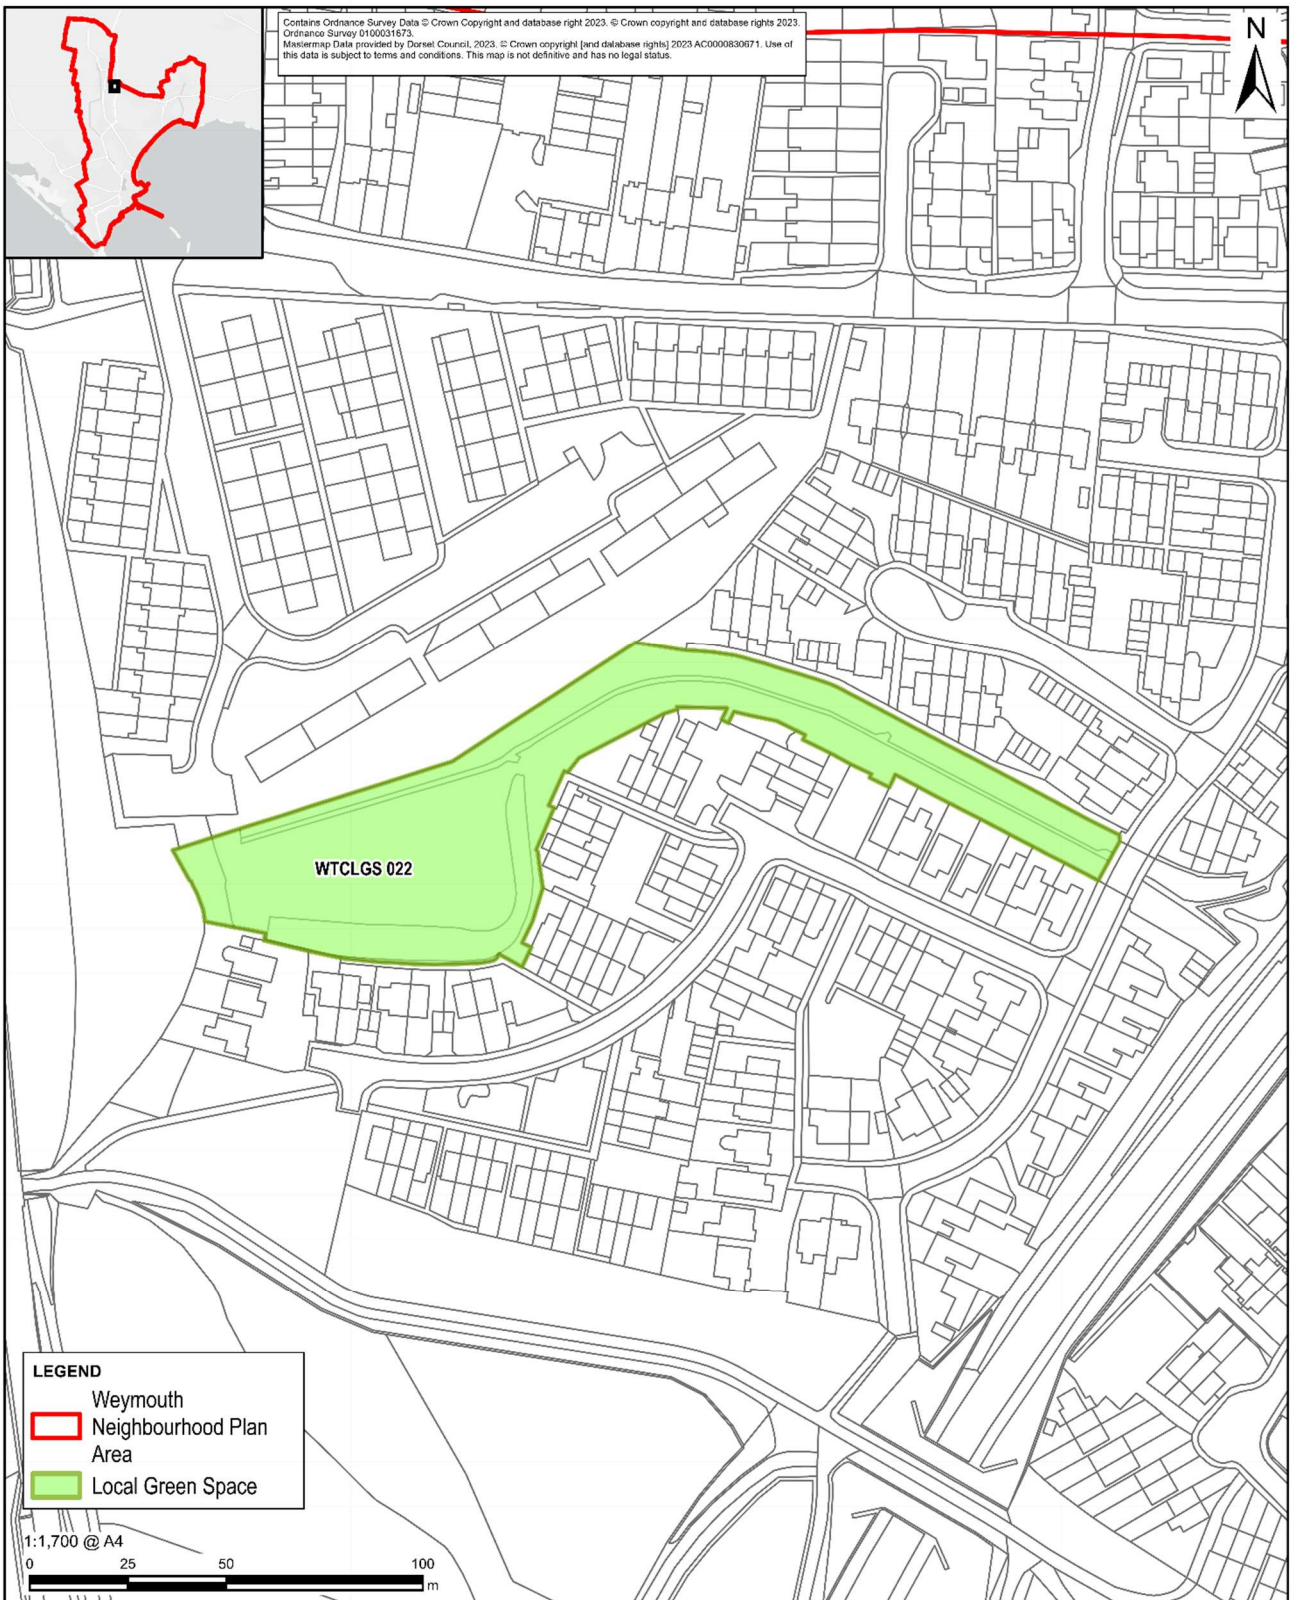 Contains Ordnance Survey Data © Crown Copyright and database right 2023. © Crown copyright and database rights 2023.
Ordnance Survey 0100031673.
Mastermap Data provided by Dorset Council, 2023. © Crown copyright [and database rights] 2023 AC0000830671. Use of
this data is subject to terms and conditions. This map is not definitive and has no legal status.
N
WTCLGS 022
LEGEND
Weymouth
Neighbourhood Plan
Area
Local Green Space
1:1,700 @ A4
0 25 50 100
m